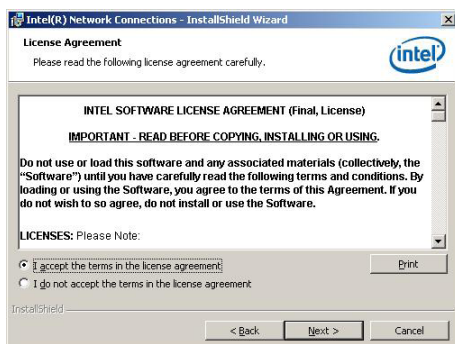 Intel(R) Network Connections - InstallShield Wizard
License Agreement
Please read the following license agreement carefully.
intel
INTEL SOFTWARE LICENSE AGREEMENT (Final, License)
IMPORTANT - READ BEFORE COPYING, INSTALLING OR USING.
Do not use or load this software and any associated materials (collectively, the
“Software”) until you have carefully read the following terms and conditions. By
loading or using the Software, you agree to the terms of this Agreement. If you
do not wish to so agree, do not install or use the Software.
LICENSES: Please Note:
I accept the terms in the license agreement
Print
I do not accept the terms in the license agreement
InstallShield
< Back
Next >
Cancel